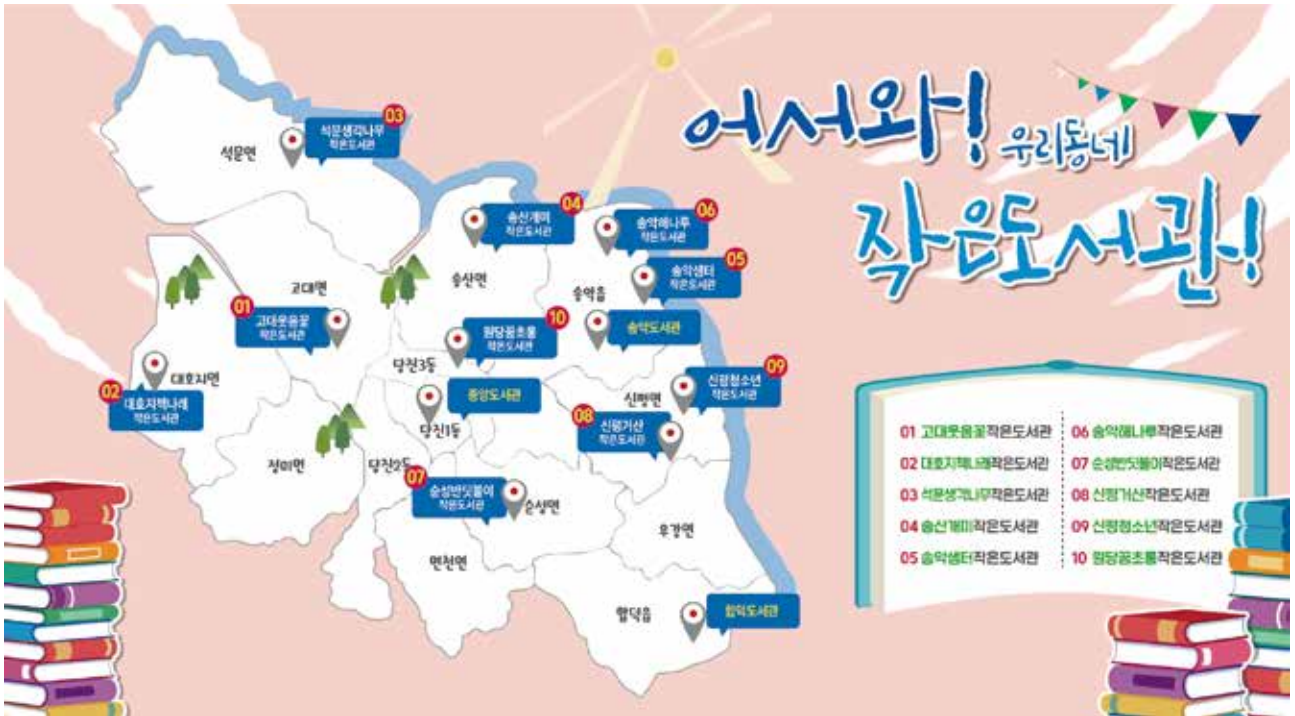 어서와!
우리동네
작은도서관!
03
석문생각나무
작은도서관
석문면
04
송산개미
작은도서관
06
송악해나루
작은도서관
05
송악샘터
작은도서관
송산면
송악읍
고대면
01
고대웃음꽃
작은도서관
10
원당꿈초롱
작은도서관
송악도서관
당진3동
대호지면
02
대호지책나래
작은도서관
중앙도서관
신평면
09
신평청소년
작은도서관
08
신평거산
작은도서관
당진1동
정미면
당진2동
07
순성반딧불이
작은도서관
순성면
우강면
면천면
합덕읍
합덕도서관
01 고대웃음꽃작은도서관
02 대호지책나래작은도서관
03 석문생각나무작은도서관
04 송산개미작은도서관
05 송악샘터작은도서관
06 송악해나루작은도서관
07 순성반딧불이작은도서관
08 신평거산작은도서관
09 신평청소년작은도서관
10 원당꿈초롱작은도서관